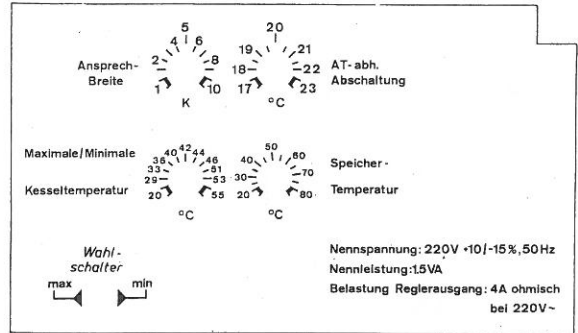 Ansprech-
Breite
1 2 4 5 6 8 10
K
17 18 19 20 21 22 23
°C
AT-abh.
Abschaltung
Maximale/Minimale
Kesseltemperatur
20 29 33 36 40 42 44 46 51 53 55
°C
20 30 40 50 60 70 80
°C
Speicher-
Temperatur
Wahl-
schalter
max min
Nennspannung: 220V +10/-15%, 50Hz
Nennleistung: 1.5VA
Belastung Reglerausgang: 4A ohmisch
bei 220V~